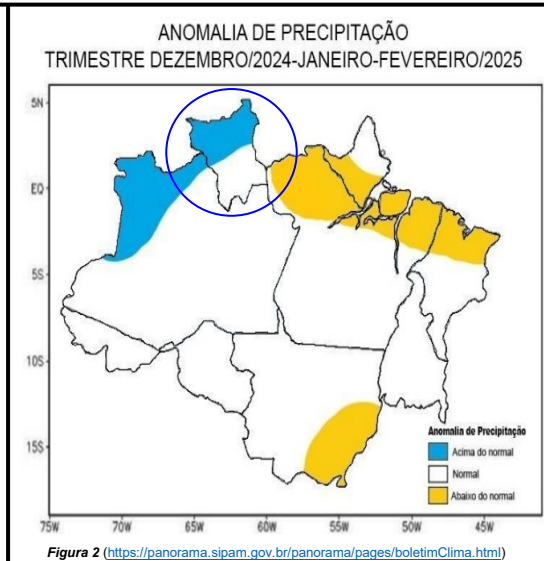 ANOMALIA DE PRECIPITAÇÃO
TRIMESTRE DEZEMBRO/2024-JANEIRO-FEVEREIRO/2025
5N
EQ
5S
10S
15S
Anomalia de Precipitação
Acima do normal
Normal
Abaixo do normal
75W 70W 65W 60W 55W 50W 45W
Figura 2 (https://panorama.sipam.gov.br/panorama/pages/boletimClima.html)